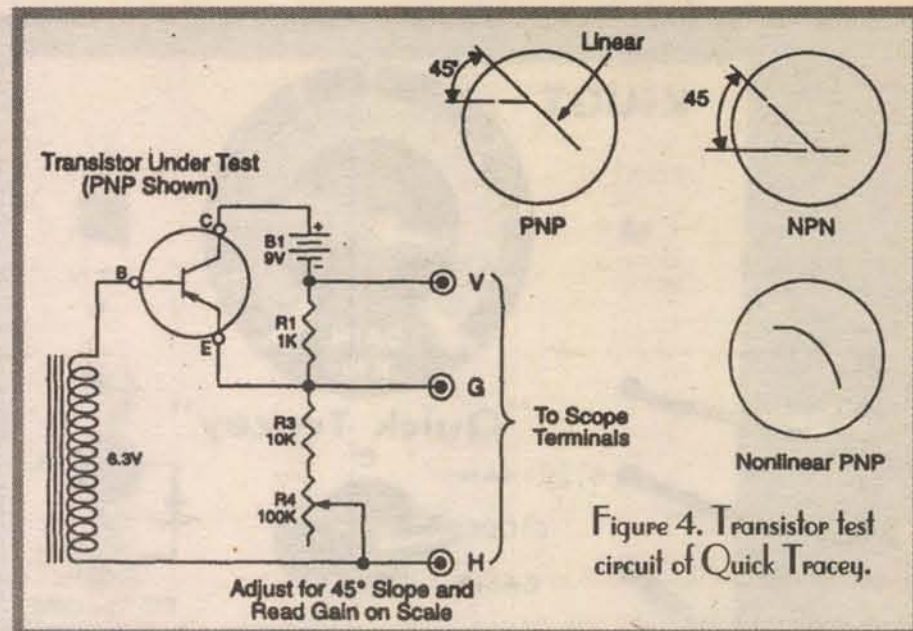 Linear
45°
45
PNP
NPN
Transistor Under Test
(PNP Shown)
C
+
B1
9V
-
B
V
R1
1K
E
G
R3
10K
To Scope
Terminals
6.3V
Nonlinear PNP
R4
100K
H
Adjust for 45° Slope and
Read Gain on Scale
Figure 4. Transistor test
circuit of Quick Tracey.